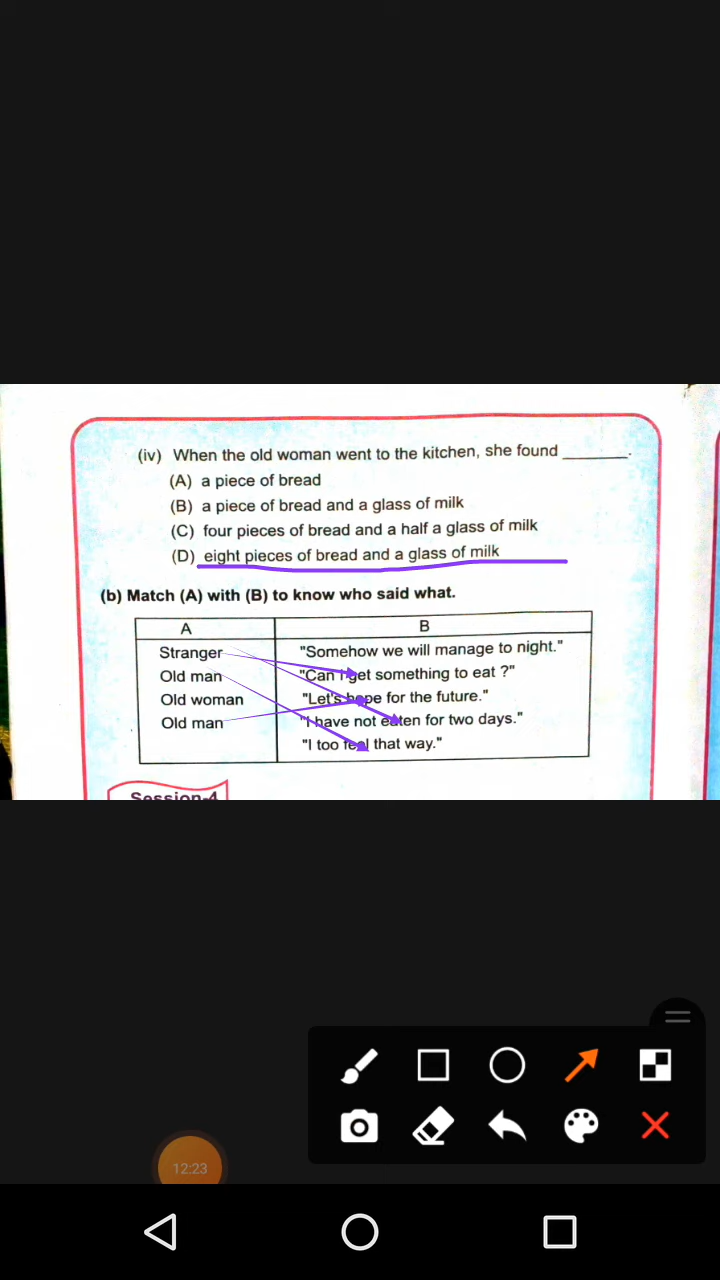 (iv) When the old woman went to the kitchen, she found ______.
(A) a piece of bread
(B) a piece of bread and a glass of milk
(C) four pieces of bread and a half a glass of milk
(D) eight pieces of bread and a glass of milk
(b) Match (A) with (B) to know who said what.
A B
Stranger "Somehow we will manage to night."
Old man "Can I get something to eat ?"
Old woman "Let's hope for the future."
Old man "I have not eaten for two days."
"I too feel that way."
Session-4
12:23